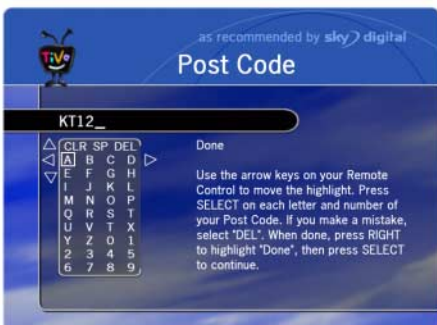 TiVo
as recommended by sky digital
Post Code
KT12_
CLR SP DEL
A B C D
E F G H
I J K L
M N O P
Q R S T
U V T X
Y Z 0 1
2 3 4 5
6 7 8 9
Done
Use the arrow keys on your Remote
Control to move the highlight. Press
SELECT on each letter and number of
your Post Code. If you make a mistake,
select "DEL". When done, press RIGHT
to highlight "Done", then press SELECT
to continue.